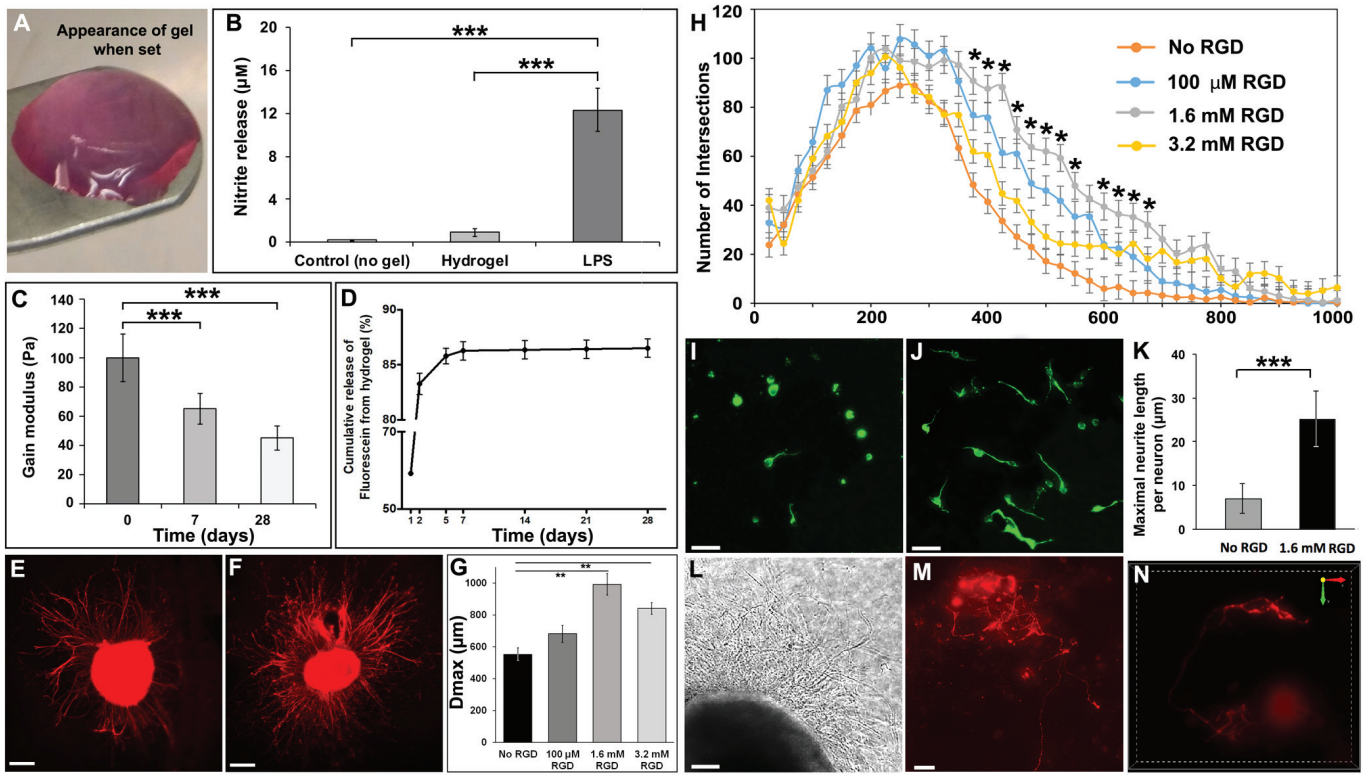 A
Appearance of gel
when set
B
Nitrite release (µM)
20
16
12
8
4
0
***
***
Control (no gel)
Hydrogel
LPS
C
Gain modulus (Pa)
140
120
100
80
60
40
20
0
***
***
0
7
28
Time (days)
D
Cumulative release of
Fluorescein from hydrogel (%)
90
85
80
70
50
1 2 5 7 14 21 28
Time (days)
E
F
G
Dmax (µm)
1000
800
600
400
200
0
**
**
No RGD
100 µM
RGD
1.6 mM
RGD
3.2 mM
RGD
H
Number of Intersections
120
100
80
60
40
20
0
***
****
*
****
No RGD
100 µM RGD
1.6 mM RGD
3.2 mM RGD
0 200 400 600 800 1000
I
J
K
Maximal neurite length
per neuron (µm)
40
30
20
10
0
***
No RGD
1.6 mM RGD
L
M
N